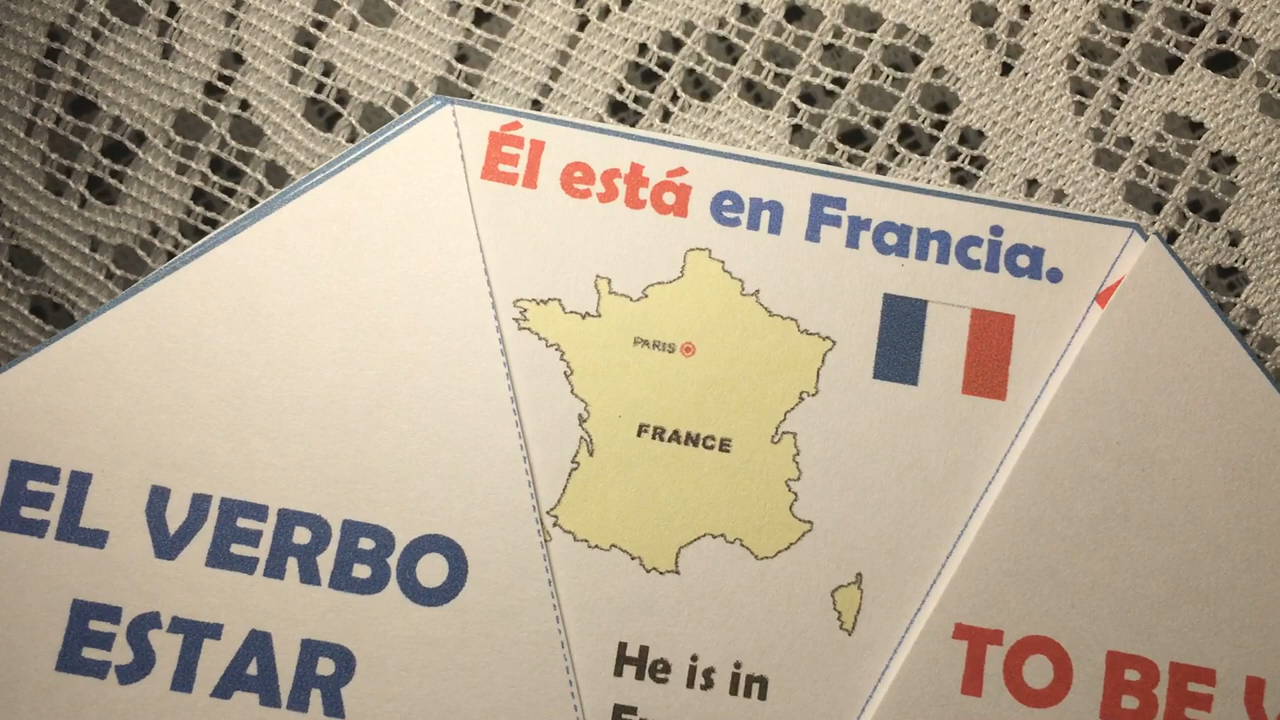 Él está en Francia.
PARIS
FRANCE
EL VERBO
ESTAR
He is in
TO BE